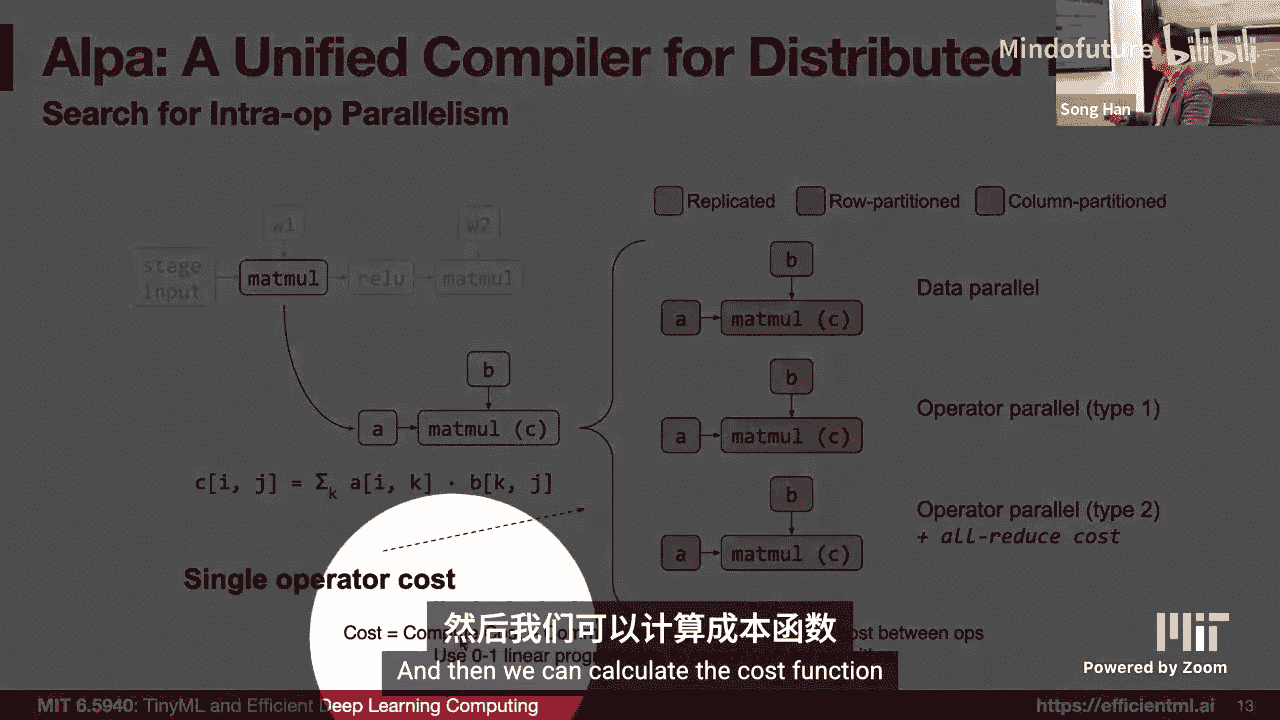 Alpa: A Unified Compiler for Distributed
Mindofuture bilibili
Song Han
Search for Intra-op Parallelism
Replicated
Row-partitioned
Column-partitioned
w1
w2
stage
input
matmul
relu
matmul
b
a
matmul (c)
c[i, j] = Σk a[i, k] · b[k, j]
b
a
matmul (c)
Data parallel
b
a
matmul (c)
Operator parallel (type 1)
b
a
matmul (c)
Operator parallel (type 2)
+ all-reduce cost
Single operator cost
Cost = between ops
Use 0-1 linear
然后我们可以计算成本函数
And then we can calculate the cost function
MIT
Powered by Zoom
MIT 6.5940: TinyML and Efficient Deep Learning Computing
https://efficientml.ai
13